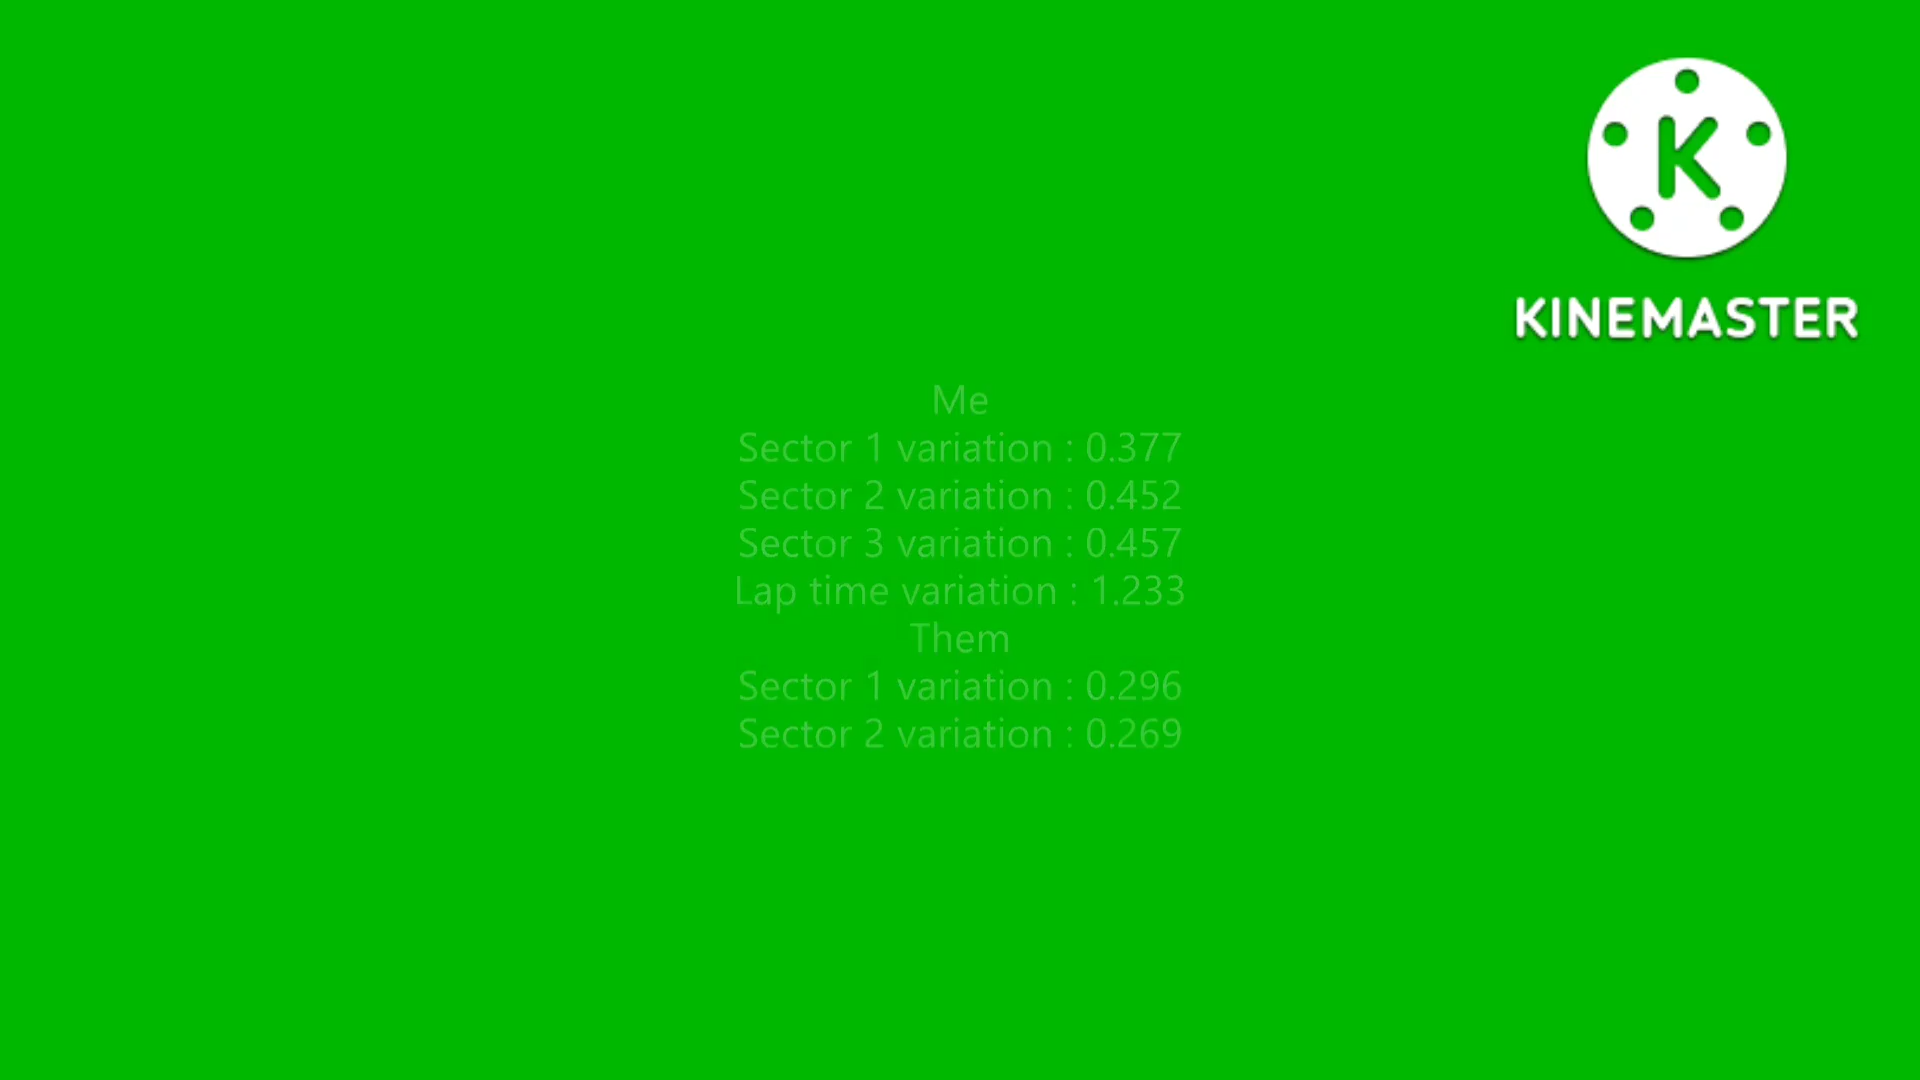 K
KINEMASTER
Me
Sector 1 variation : 0.377
Sector 2 variation : 0.452
Sector 3 variation : 0.457
Lap time variation : 1.233
Them
Sector 1 variation : 0.296
Sector 2 variation : 0.269